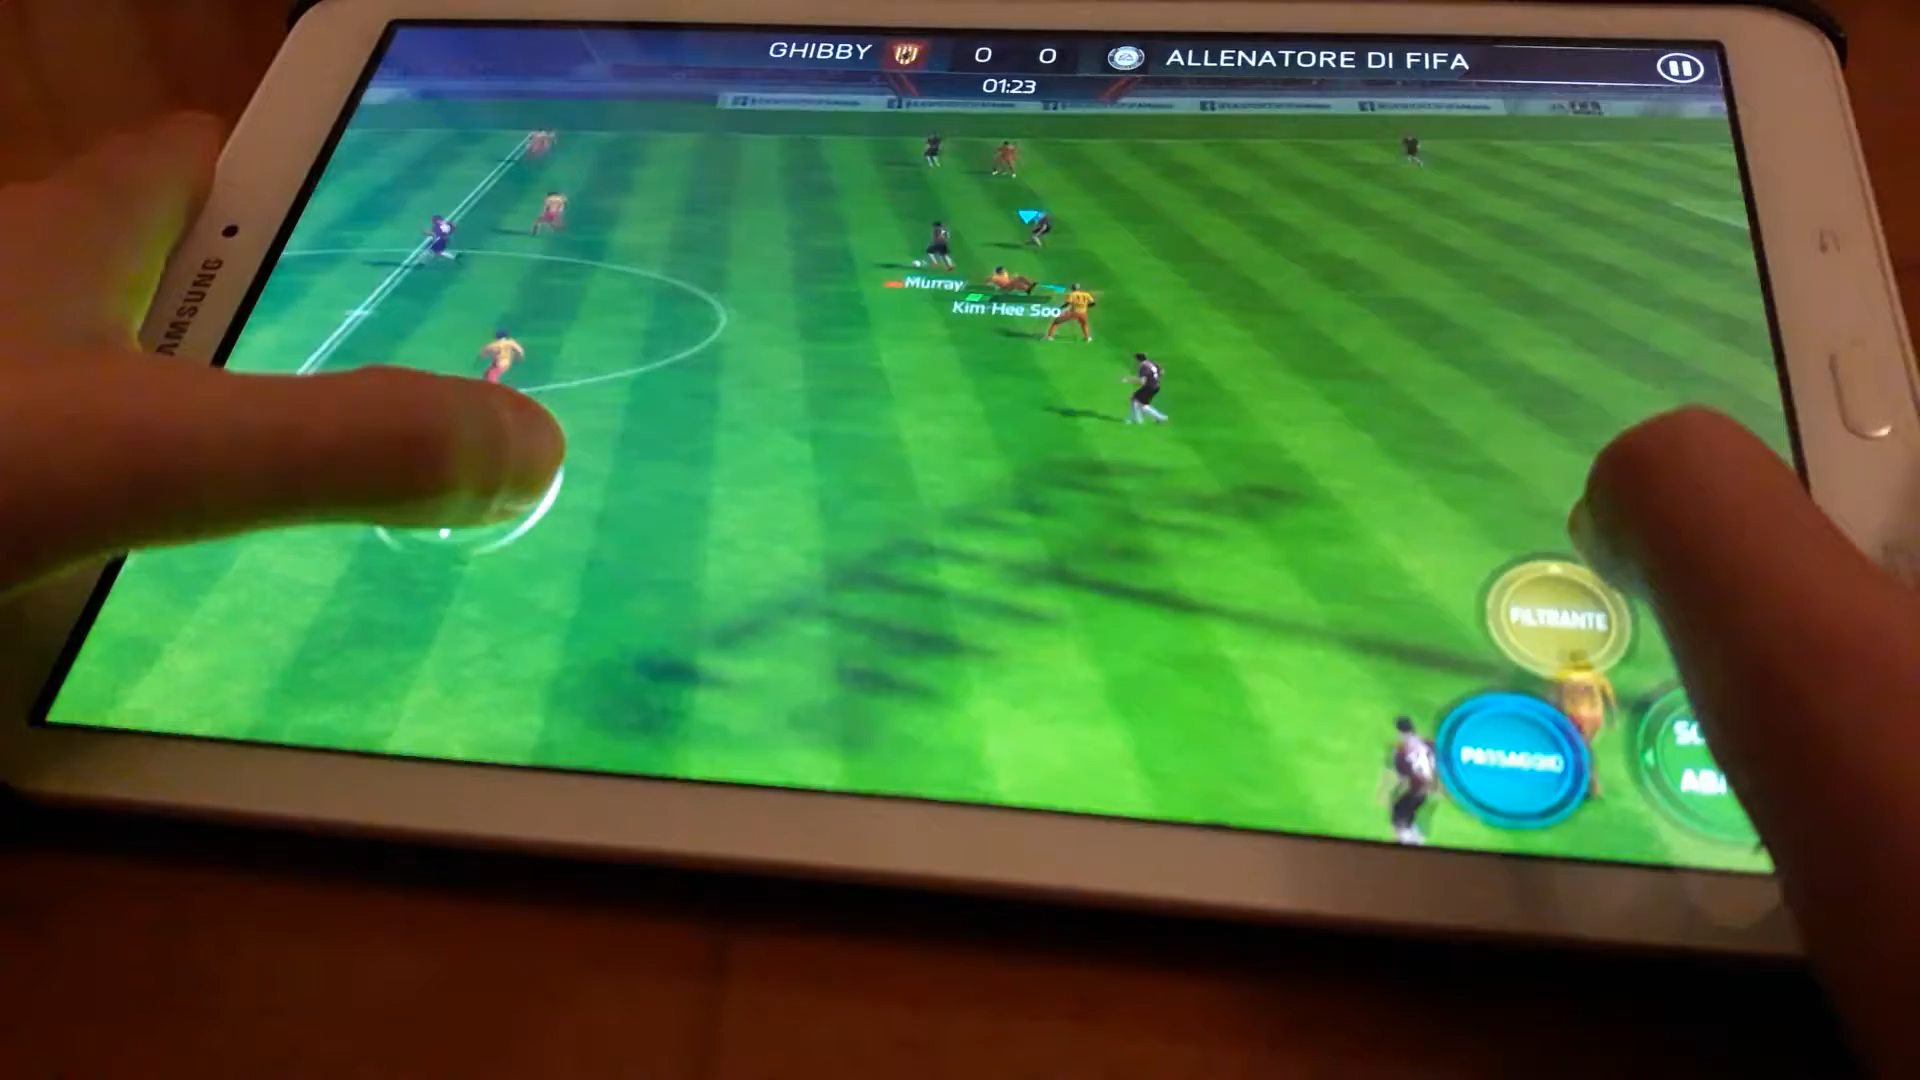 GHIBBY 0 0 ALLENATORE DI FIFA
01:23
Murray
Kim Hee Soo
SAMSUNG
FILTRANTE
PASSAGGIO